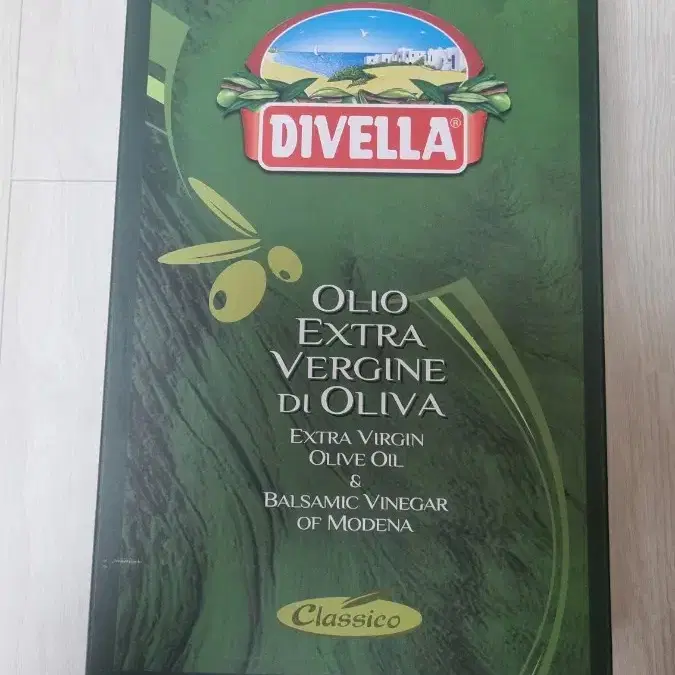 DIVELLA®
OLIO
EXTRA
VERGINE
DI OLIVA
EXTRA VIRGIN
OLIVE OIL
&
BALSAMIC VINEGAR
OF MODENA
Classico